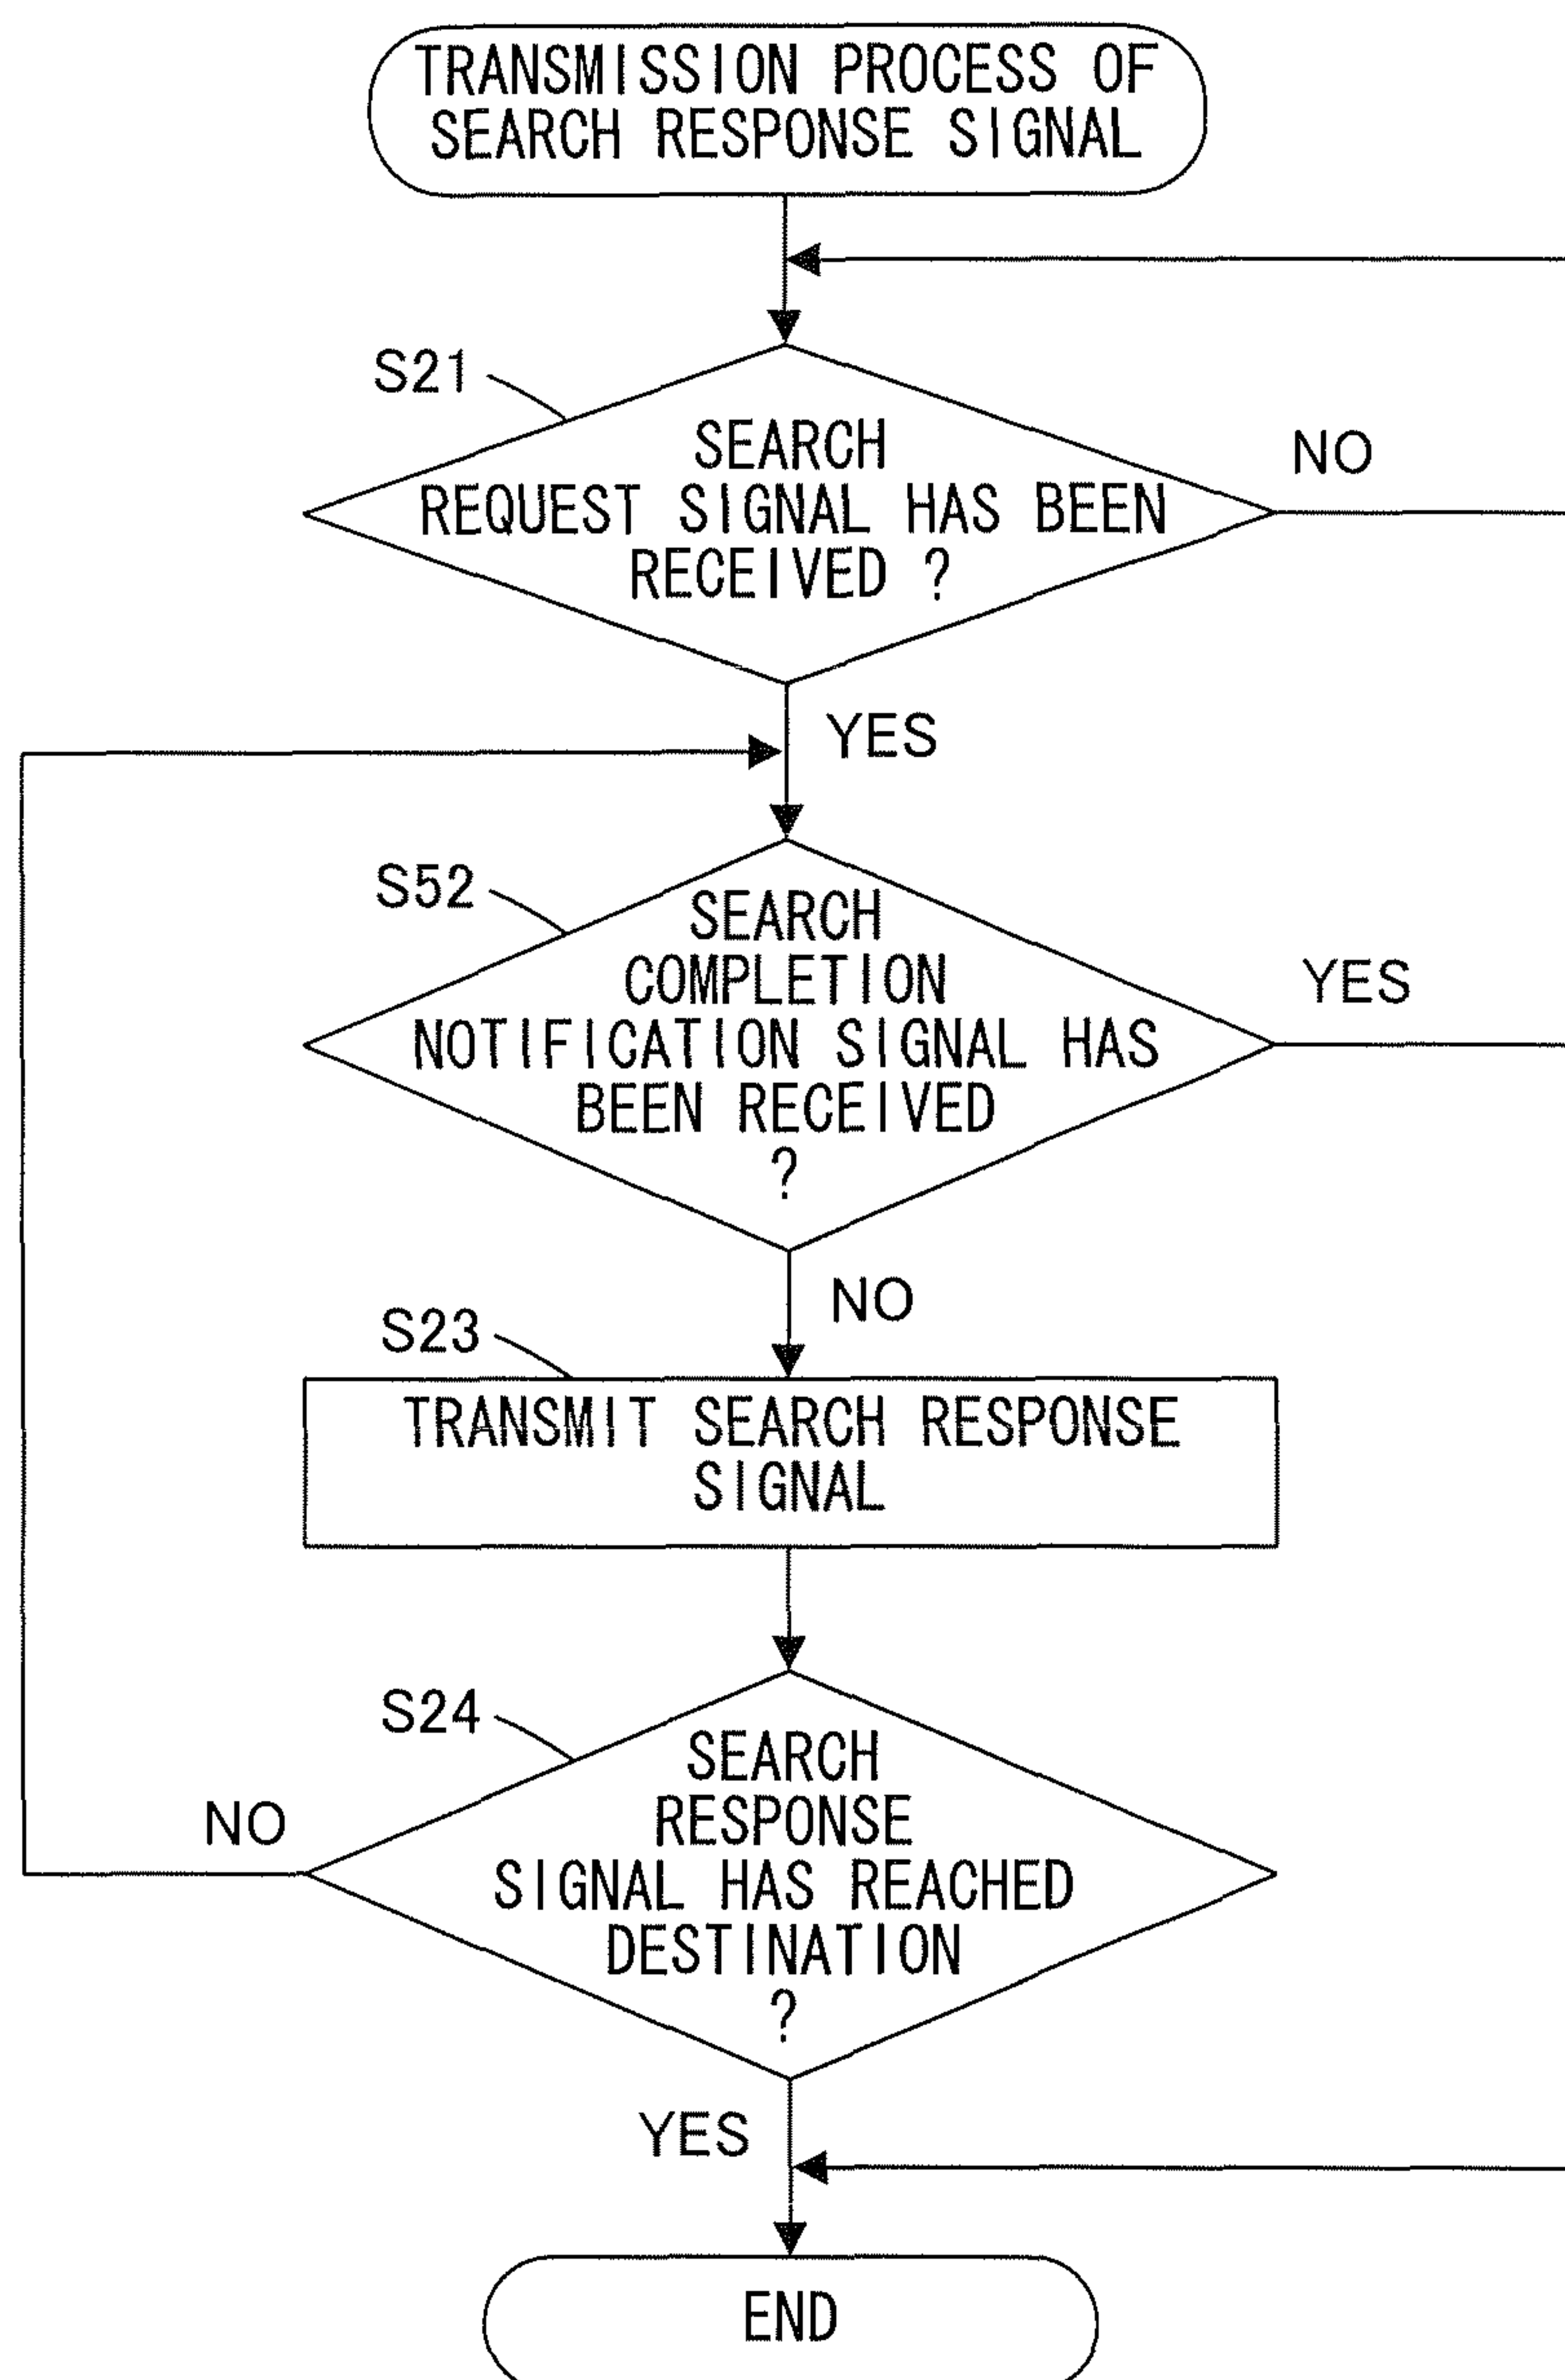 TRANSMISSION PROCESS OF
SEARCH RESPONSE SIGNAL
S21
SEARCH
REQUEST SIGNAL HAS BEEN
RECEIVED ?
NO
YES
S52
SEARCH
COMPLETION
NOTIFICATION SIGNAL HAS
BEEN RECEIVED
?
YES
NO
S23
TRANSMIT SEARCH RESPONSE
SIGNAL
S24
SEARCH
RESPONSE
SIGNAL HAS REACHED
DESTINATION
?
NO
YES
END